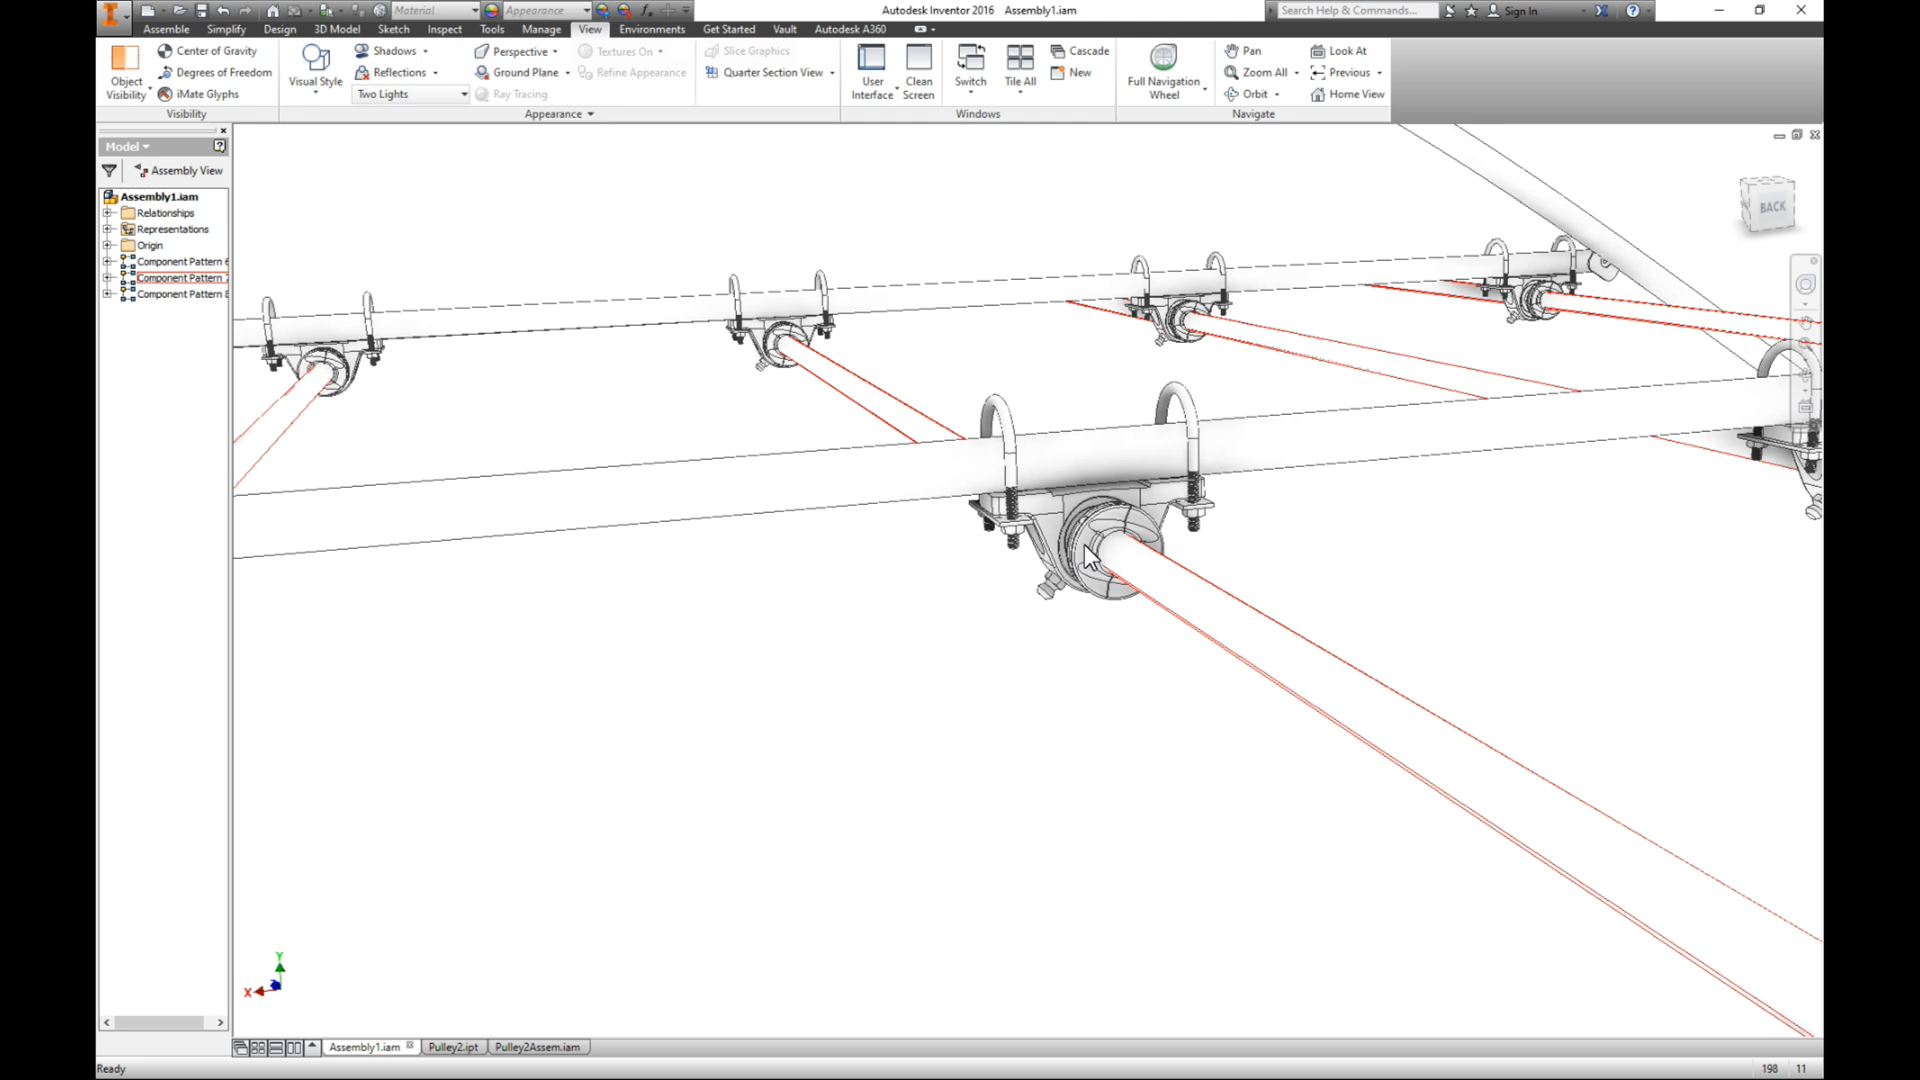 Material
Appearance
Autodesk Inventor 2016 Assembly1.iam
Search Help & Commands...
Sign In
Assemble Simplify Design 3D Model Sketch Inspect Tools Manage View Environments Get Started Vault Autodesk A360
Object Visibility
Center of Gravity
Degrees of Freedom
iMate Glyphs
Visibility
Visual Style
Shadows
Reflections
Two Lights
Perspective
Ground Plane
Ray Tracing
Textures On
Refine Appearance
Appearance
Slice Graphics
Quarter Section View
User Interface
Clean Screen
Switch
Tile All
Cascade
New
Windows
Full Navigation Wheel
Pan
Zoom All
Orbit
Look At
Previous
Home View
Navigate
Model
Assembly View
Assembly1.iam
Relationships
Representations
Origin
Component Pattern 6
Component Pattern 7
Component Pattern 8
BACK
Y
X
Z
Assembly1.iam Pulley2.ipt Pulley2Assem.iam
Ready
198 11